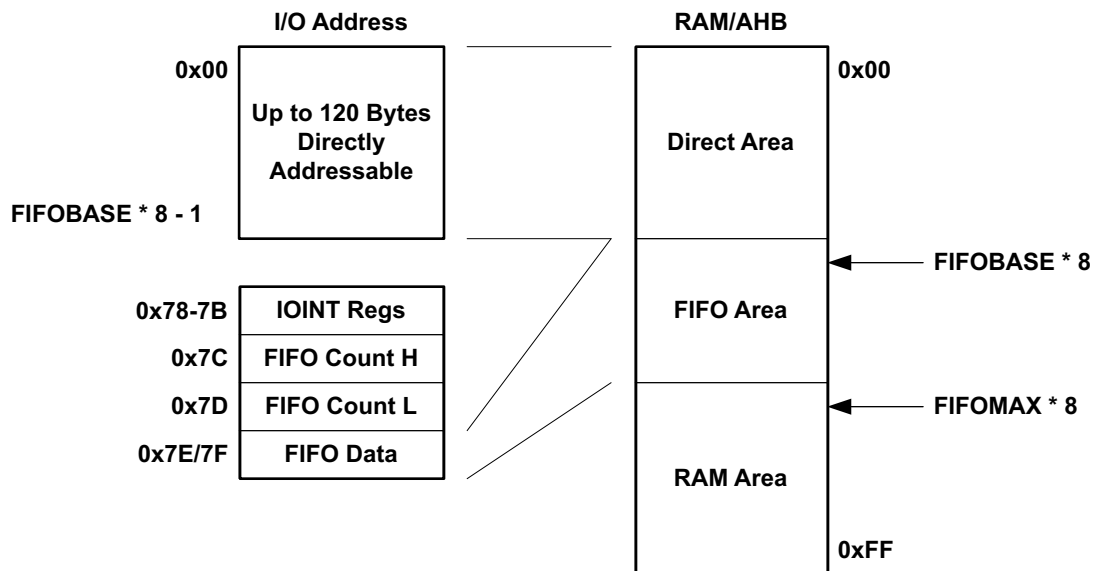 I/O Address
RAM/AHB
0x00
Up to 120 Bytes
Directly
Addressable
FIFOBASE * 8 - 1
0x78-7B
IOINT Regs
0x7C
FIFO Count H
0x7D
FIFO Count L
0x7E/7F
FIFO Data
0x00
Direct Area
FIFOBASE * 8
FIFO Area
FIFOMAX * 8
RAM Area
0xFF